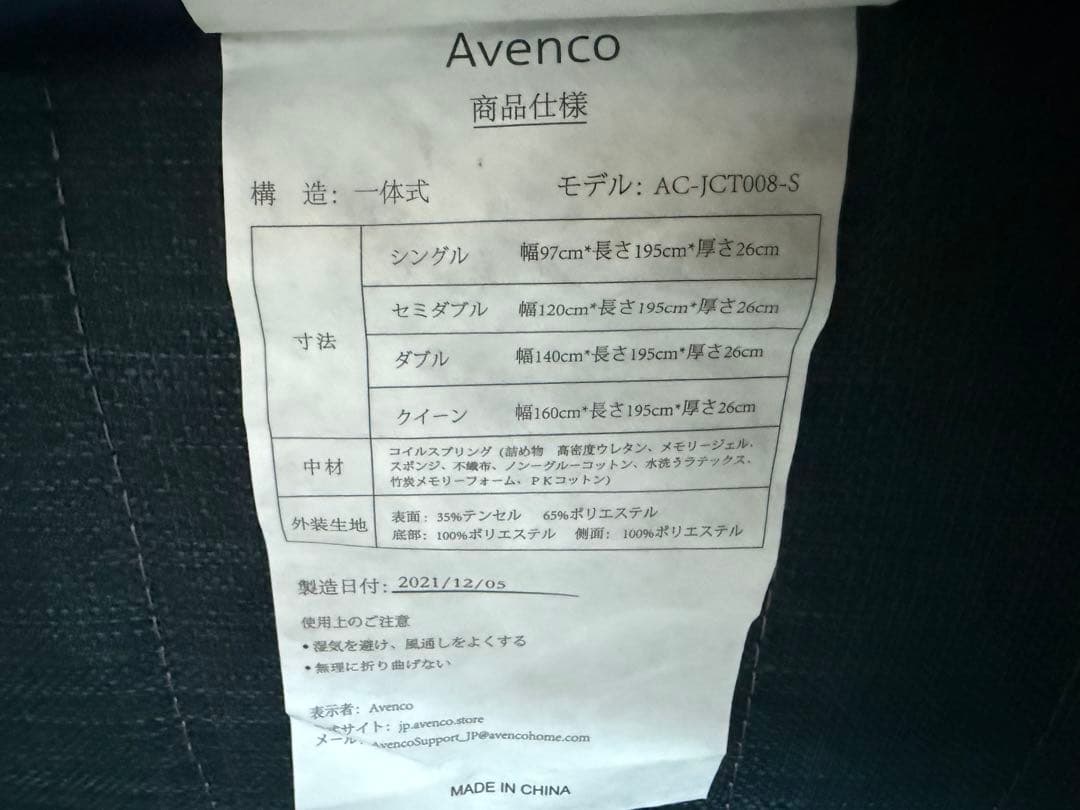 Avenco
商品仕様
構 造: 一体式 モデル: AC-JCT008-S
寸法
シングル 幅97cm*長さ195cm*厚さ26cm
セミダブル 幅120cm*長さ195cm*厚さ26cm
ダブル 幅140cm*長さ195cm*厚さ26cm
クイーン 幅160cm*長さ195cm*厚さ26cm
中材
コイルスプリング (詰め物 高密度ウレタン、メモリージェル、
スポンジ、不織布、ノングルーコットン、水洗うラテックス、
竹炭メモリーフォーム、PKコットン)
外装生地
表面: 35%テンセル 65%ポリエステル
底部: 100%ポリエステル 側面: 100%ポリエステル
製造日付: 2021/12/05
使用上のご注意
•湿気を避け、風通しをよくする
•無理に折り曲げない
表示者: Avenco
式サイト: jp.avenco.store
メール: AvencoSupport_JP@avencohome.com
MADE IN CHINA